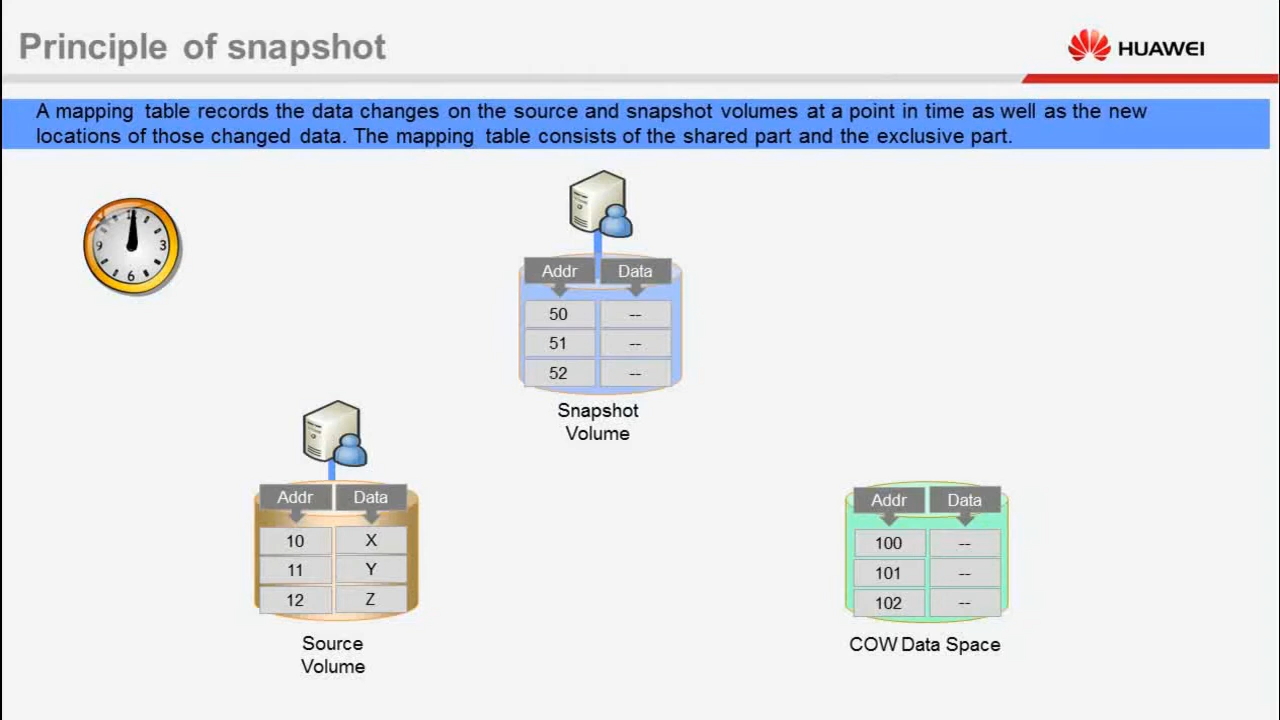 Principle of snapshot
HUAWEI
A mapping table records the data changes on the source and snapshot volumes at a point in time as well as the new
locations of those changed data. The mapping table consists of the shared part and the exclusive part.
9 3
6
Addr Data
50 --
51 --
52 --
Snapshot
Volume
Addr Data
10 X
11 Y
12 Z
Source
Volume
Addr Data
100 --
101 --
102 --
COW Data Space